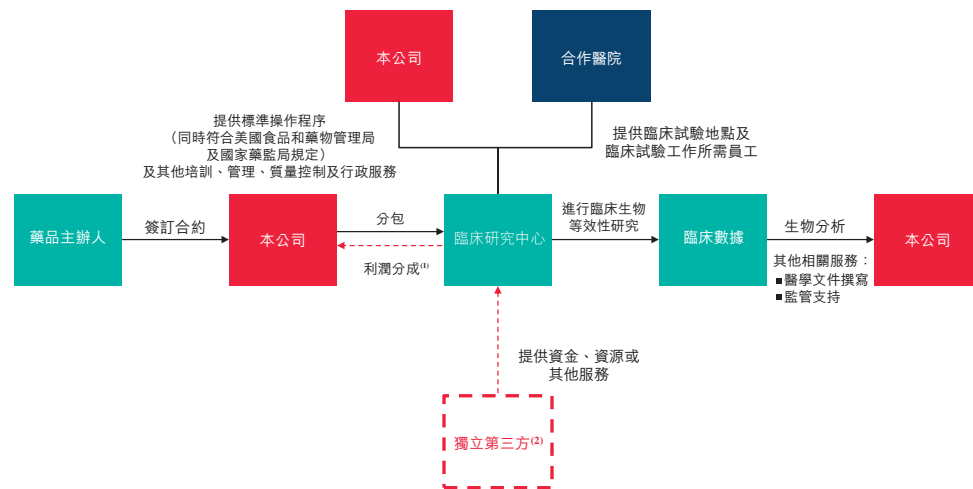 本公司
合作醫院
提供標準操作程序
（同時符合美國食品和藥物管理局
及國家藥監局規定）
及其他培訓、管理、質量控制及行政服務
提供臨床試驗地點及
臨床試驗工作所需員工
藥品主辦人
簽訂合約
本公司
分包
利潤分成(1)
臨床研究中心
進行臨床生物
等效性研究
臨床數據
生物分析
其他相關服務：
■醫學文件撰寫
■監管支持
本公司
提供資金、資源或
其他服務
獨立第三方(2)